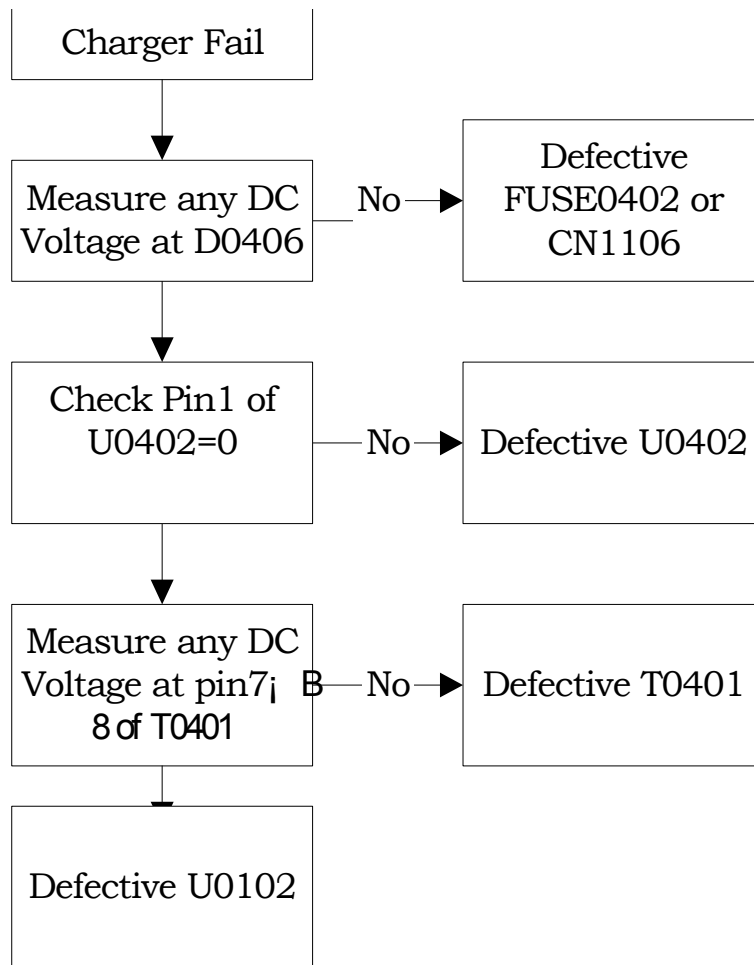 Charger Fail
Measure any DC
Voltage at D0406
No
Defective
FUSE0402 or
CN1106
Check Pin1 of
U0402=0
No
Defective U0402
Measure any DC
Voltage at pin7¡ B
8 of T0401
No
Defective T0401
Defective U0102